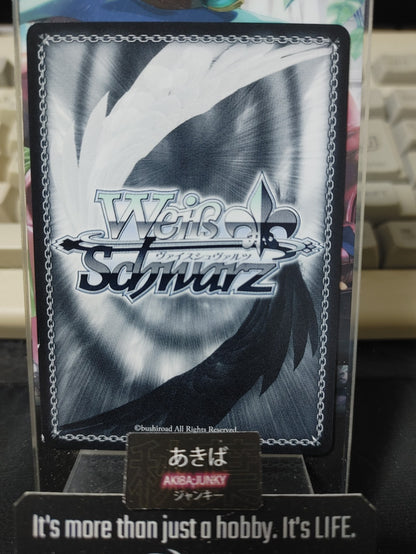 Weiß
ヴァイスシュヴァルツ
Schwarz
©bushiroad All Rights Reserved.
あきば
AKIBA-JUNKY
ジャンキー
It's more than just a hobby. It's LIFE.